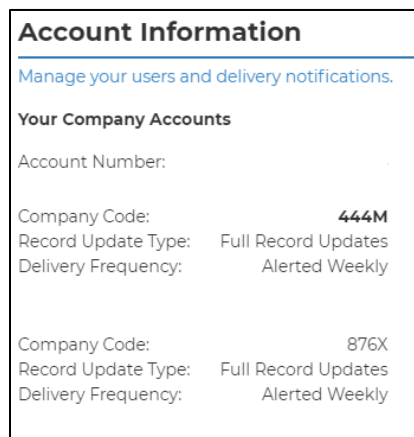 Account Information
Manage your users and delivery notifications.
Your Company Accounts
Account Number:
Company Code: 444M
Record Update Type: Full Record Updates
Delivery Frequency: Alerted Weekly
Company Code: 876X
Record Update Type: Full Record Updates
Delivery Frequency: Alerted Weekly